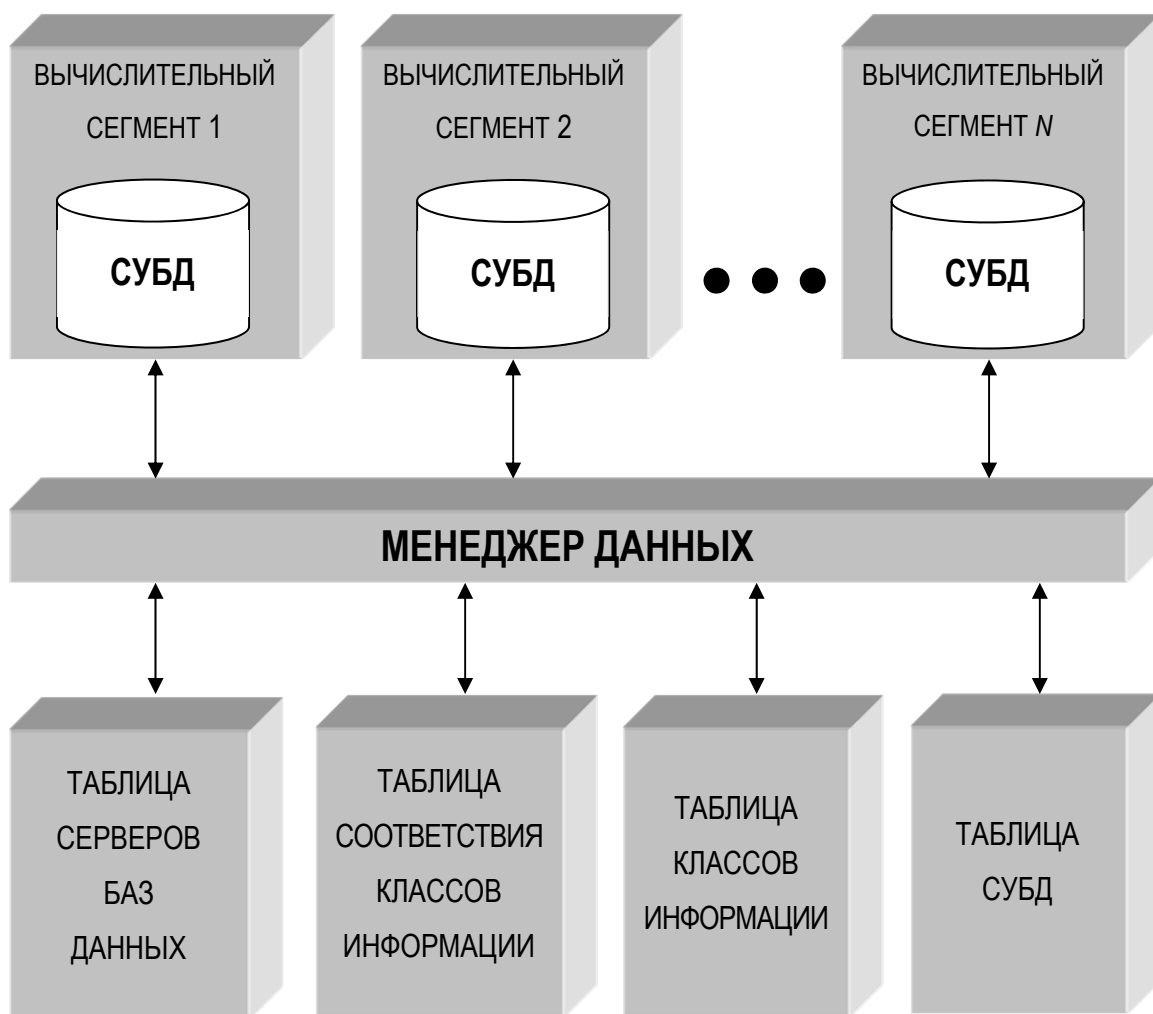 ВЫЧИСЛИТЕЛЬНЫЙ
СЕГМЕНТ 1
СУБД
ВЫЧИСЛИТЕЛЬНЫЙ
СЕГМЕНТ 2
СУБД
ВЫЧИСЛИТЕЛЬНЫЙ
СЕГМЕНТ N
СУБД
МЕНЕДЖЕР ДАННЫХ
ТАБЛИЦА
СЕРВЕРОВ
БАЗ
ДАННЫХ
ТАБЛИЦА
СООТВЕТСТВИЯ
КЛАССОВ
ИНФОРМАЦИИ
ТАБЛИЦА
КЛАССОВ
ИНФОРМАЦИИ
ТАБЛИЦА
СУБД